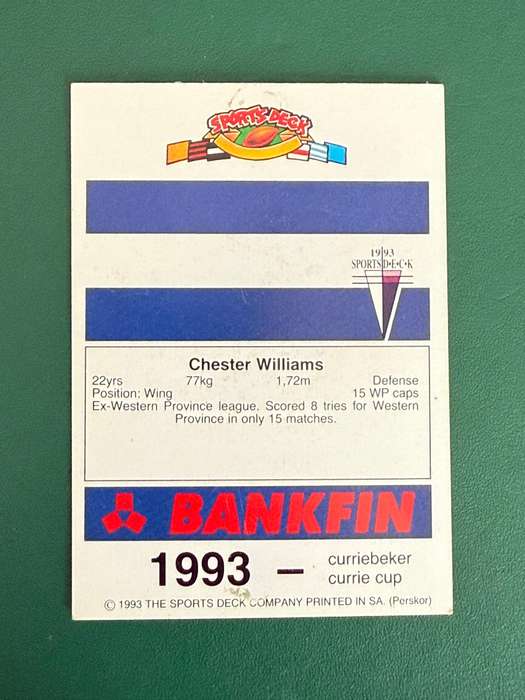 SPORTS DECK
1993
SPORTS D•E•C•K
Chester Williams
22yrs 77kg 1,72m Defense
Position: Wing 15 WP caps
Ex-Western Province league. Scored 8 tries for Western
Province in only 15 matches.
BANKFIN
1993 – curriebeker
currie cup
© 1993 THE SPORTS DECK COMPANY PRINTED IN SA. (Perskor)